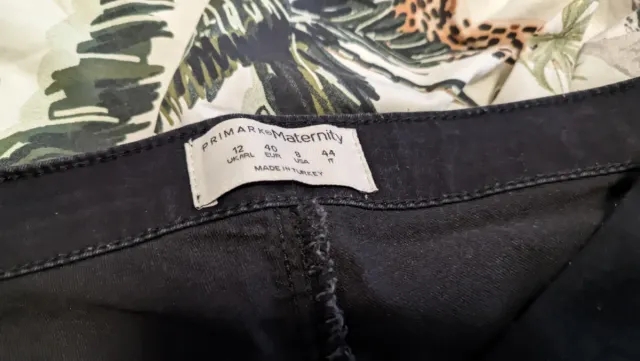 PRIMARK Maternity
12 40 8 44
UK/IRL EUR USA IT
MADE IN TURKEY